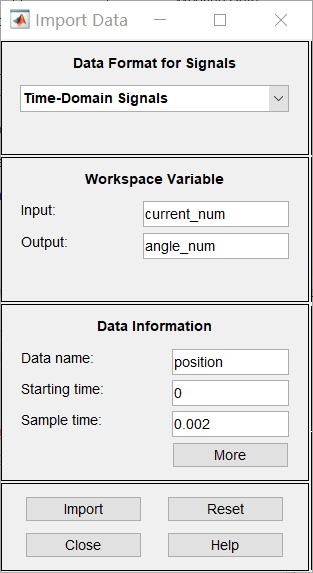 Import Data
Data Format for Signals
Time-Domain Signals
Workspace Variable
Input: current_num
Output: angle_num
Data Information
Data name: position
Starting time: 0
Sample time: 0.002
More
Import Reset
Close Help